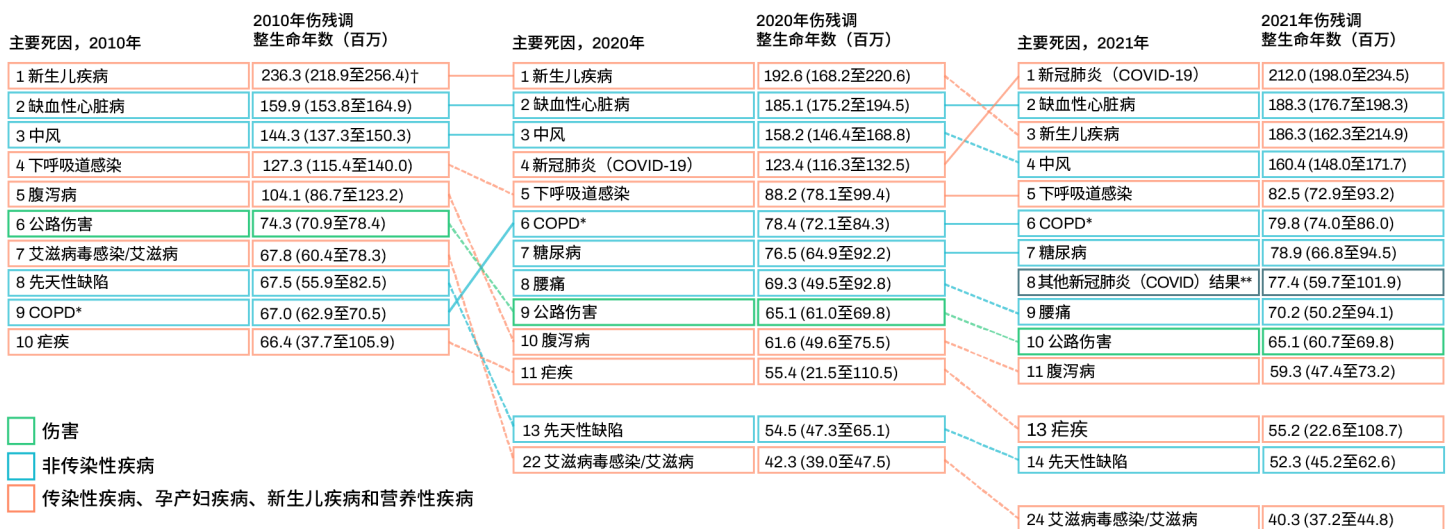 2010年伤残调
整生命年数（百万）
主要死因，2010年
1 新生儿疾病 236.3 (218.9至256.4)†
2 缺血性心脏病 159.9 (153.8至164.9)
3 中风 144.3 (137.3至150.3)
4 下呼吸道感染 127.3 (115.4至140.0)
5 腹泻病 104.1 (86.7至123.2)
6 公路伤害 74.3 (70.9至78.4)
7 艾滋病毒感染/艾滋病 67.8 (60.4至78.3)
8 先天性缺陷 67.5 (55.9至82.5)
9 COPD* 67.0 (62.9至70.5)
10 疟疾 66.4 (37.7至105.9)
2020年伤残调
整生命年数（百万）
主要死因，2020年
1 新生儿疾病 192.6 (168.2至220.6)
2 缺血性心脏病 185.1 (175.2至194.5)
3 中风 158.2 (146.4至168.8)
4 新冠肺炎（COVID-19） 123.4 (116.3至132.5)
5 下呼吸道感染 88.2 (78.1至99.4)
6 COPD* 78.4 (72.1至84.3)
7 糖尿病 76.5 (64.9至92.2)
8 腰痛 69.3 (49.5至92.8)
9 公路伤害 65.1 (61.0至69.8)
10 腹泻病 61.6 (49.6至75.5)
11 疟疾 55.4 (21.5至110.5)
13 先天性缺陷 54.5 (47.3至65.1)
22 艾滋病毒感染/艾滋病 42.3 (39.0至47.5)
2021年伤残调
整生命年数（百万）
主要死因，2021年
1 新冠肺炎（COVID-19） 212.0 (198.0至234.5)
2 缺血性心脏病 188.3 (176.7至198.3)
3 新生儿疾病 186.3 (162.3至214.9)
4 中风 160.4 (148.0至171.7)
5 下呼吸道感染 82.5 (72.9至93.2)
6 COPD* 79.8 (74.0至86.0)
7 糖尿病 78.9 (66.8至94.5)
8 其他新冠肺炎（COVID）结果** 77.4 (59.7至101.9)
9 腰痛 70.2 (50.2至94.1)
10 公路伤害 65.1 (60.7至69.8)
11 腹泻病 59.3 (47.4至73.2)
13 疟疾 55.2 (22.6至108.7)
14 先天性缺陷 52.3 (45.2至62.6)
24 艾滋病毒感染/艾滋病 40.3 (37.2至44.8)
伤害
非传染性疾病
传染性疾病、孕产妇疾病、新生儿疾病和营养性疾病